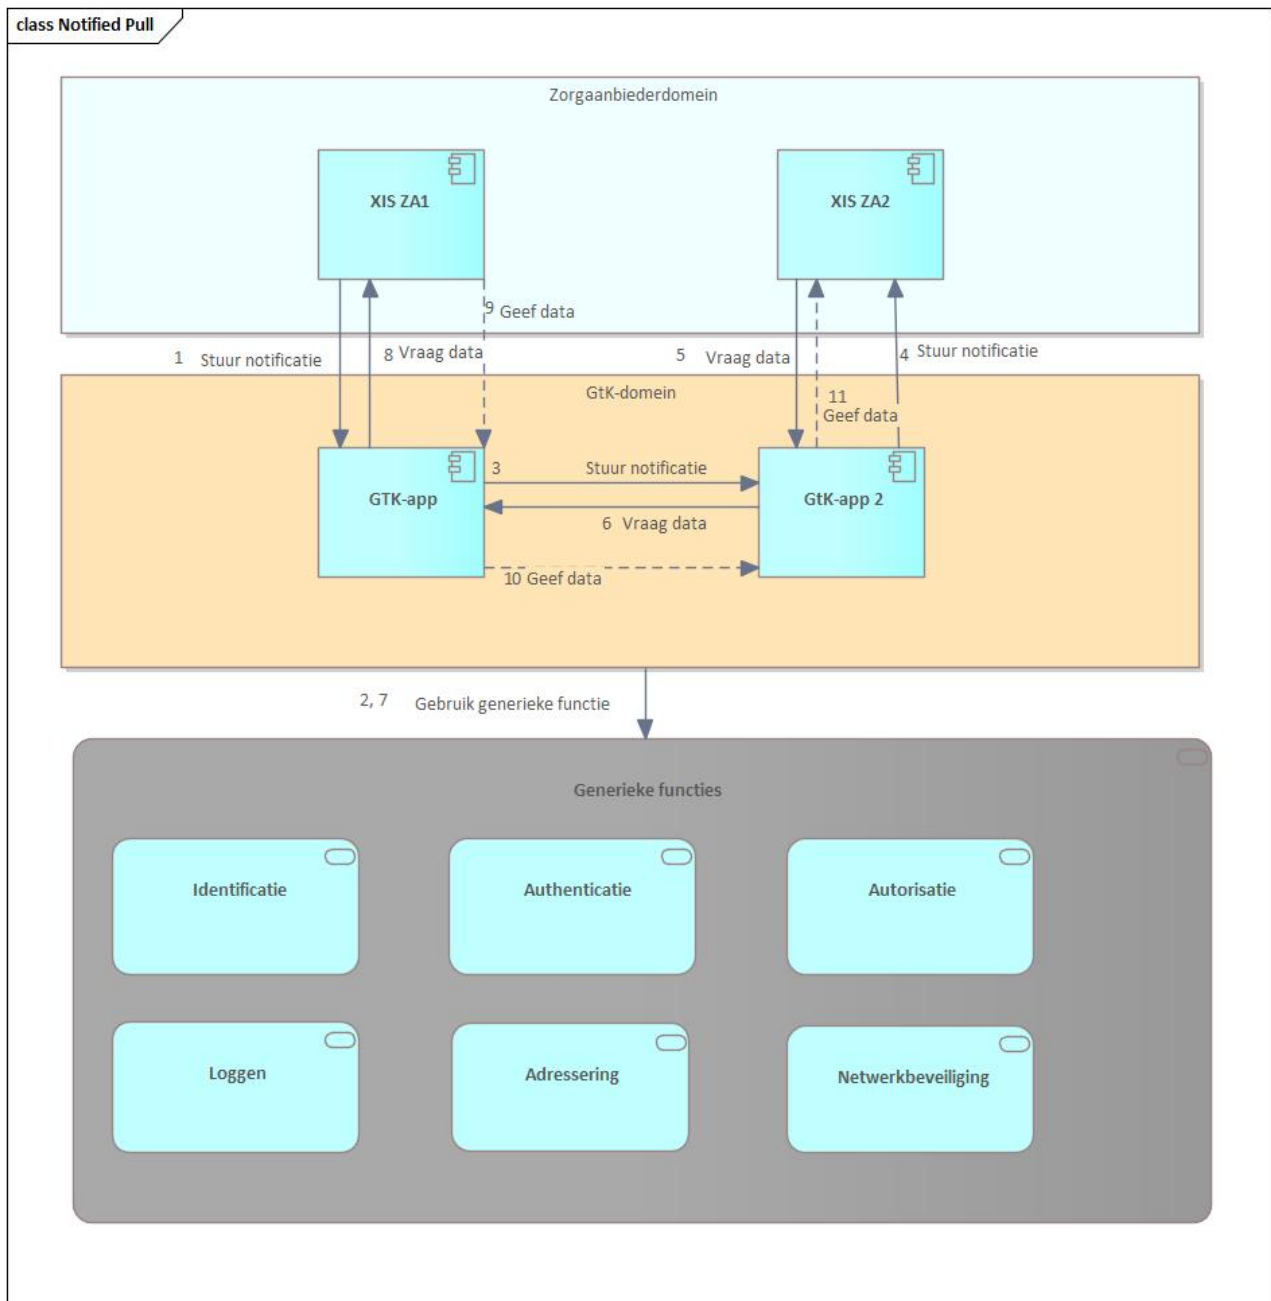 class Notified Pull
Zorgaanbiederdomein
XIS ZA1
XIS ZA2
9 Geef data
1 Stuur notificatie
8 Vraag data
5 Vraag data
4 Stuur notificatie
GtK-domein
11
Geef data
3 Stuur notificatie
GTK-app
GtK-app 2
6 Vraag data
10 Geef data
2, 7 Gebruik generieke functie
Generieke functies
Identificatie
Authenticatie
Autorisatie
Loggen
Adressering
Netwerkbeveiliging